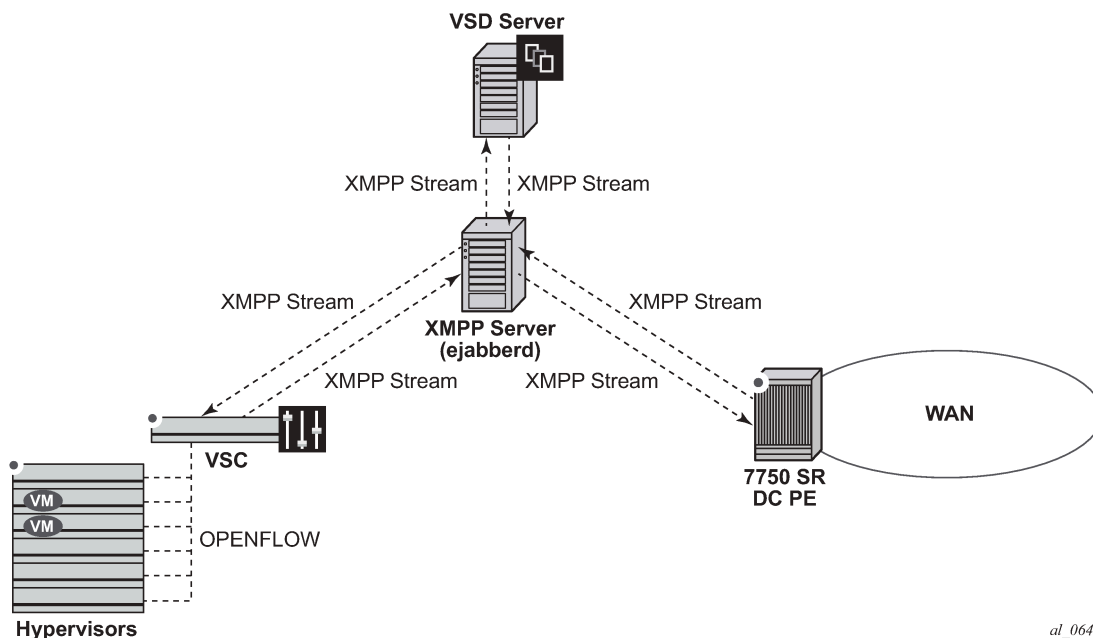 VSD Server
XMPP Stream
XMPP Stream
XMPP Stream
XMPP Stream
XMPP Server
(ejabberd)
XMPP Stream
XMPP Stream
WAN
VSC
7750 SR
DC PE
VM
VM
OPENFLOW
Hypervisors
al_064